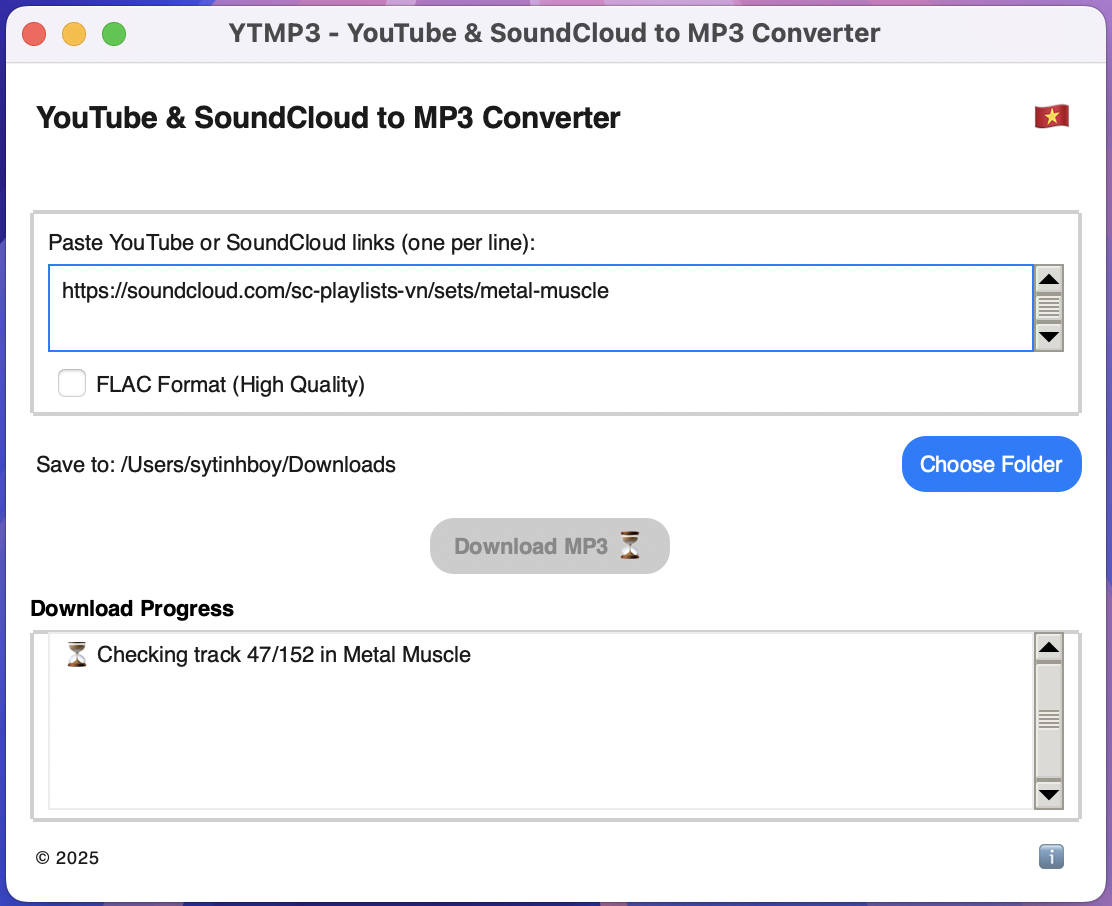 YTMP3 - YouTube & SoundCloud to MP3 Converter
YouTube & SoundCloud to MP3 Converter
Paste YouTube or SoundCloud links (one per line):
https://soundcloud.com/sc-playlists-vn/sets/metal-muscle
FLAC Format (High Quality)
Save to: /Users/sytinhboy/Downloads
Choose Folder
Download MP3 ⏳
Download Progress
⏳ Checking track 47/152 in Metal Muscle
© 2025